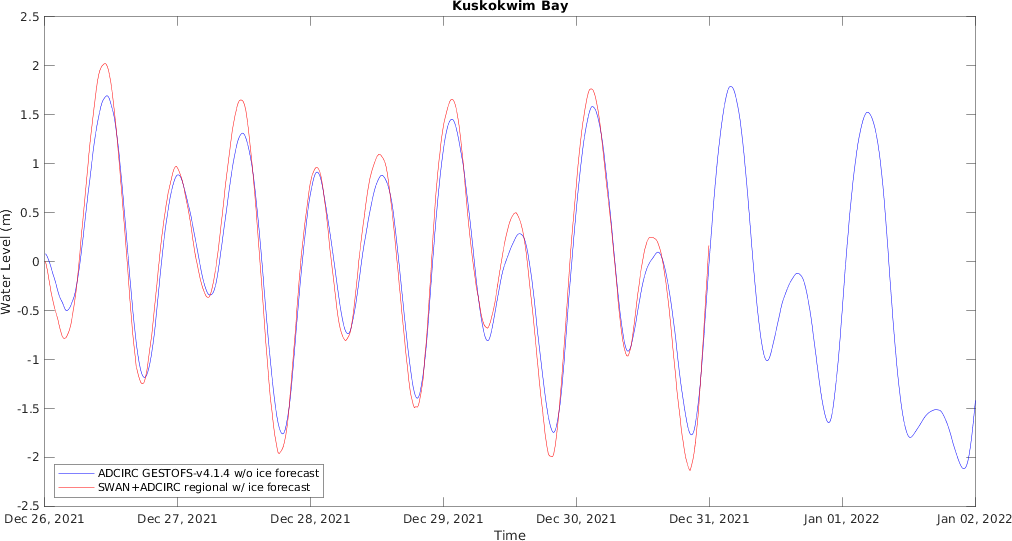 Kuskokwim Bay
2.5
2
1.5
1
0.5
0
-0.5
-1
-1.5
-2
-2.5
Water Level (m)
ADCIRC GESTOFS-v4.1.4 w/o ice forecast
SWAN+ADCIRC regional w/ ice forecast
Dec 26, 2021 Dec 27, 2021 Dec 28, 2021 Dec 29, 2021 Dec 30, 2021 Dec 31, 2021 Jan 01, 2022 Jan 02, 2022
Time